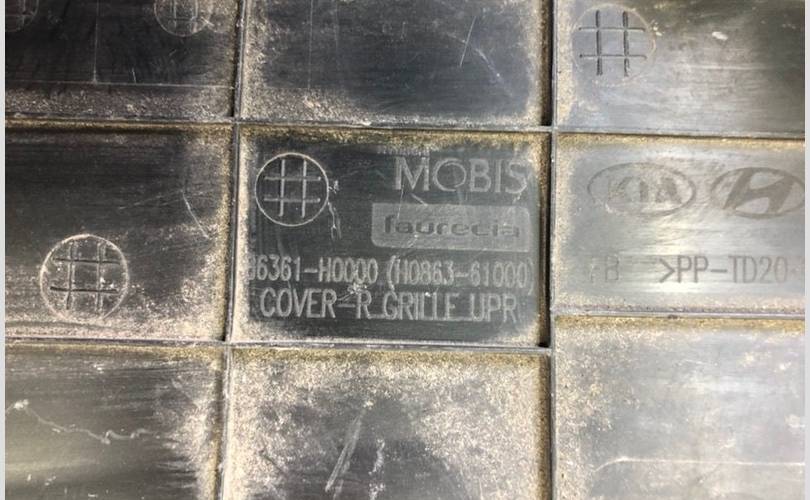 MOBIS
faurecia
86361-H0000 (H0863-61000)
COVER-R GRILLE UPR
KIA
>PP-TD20